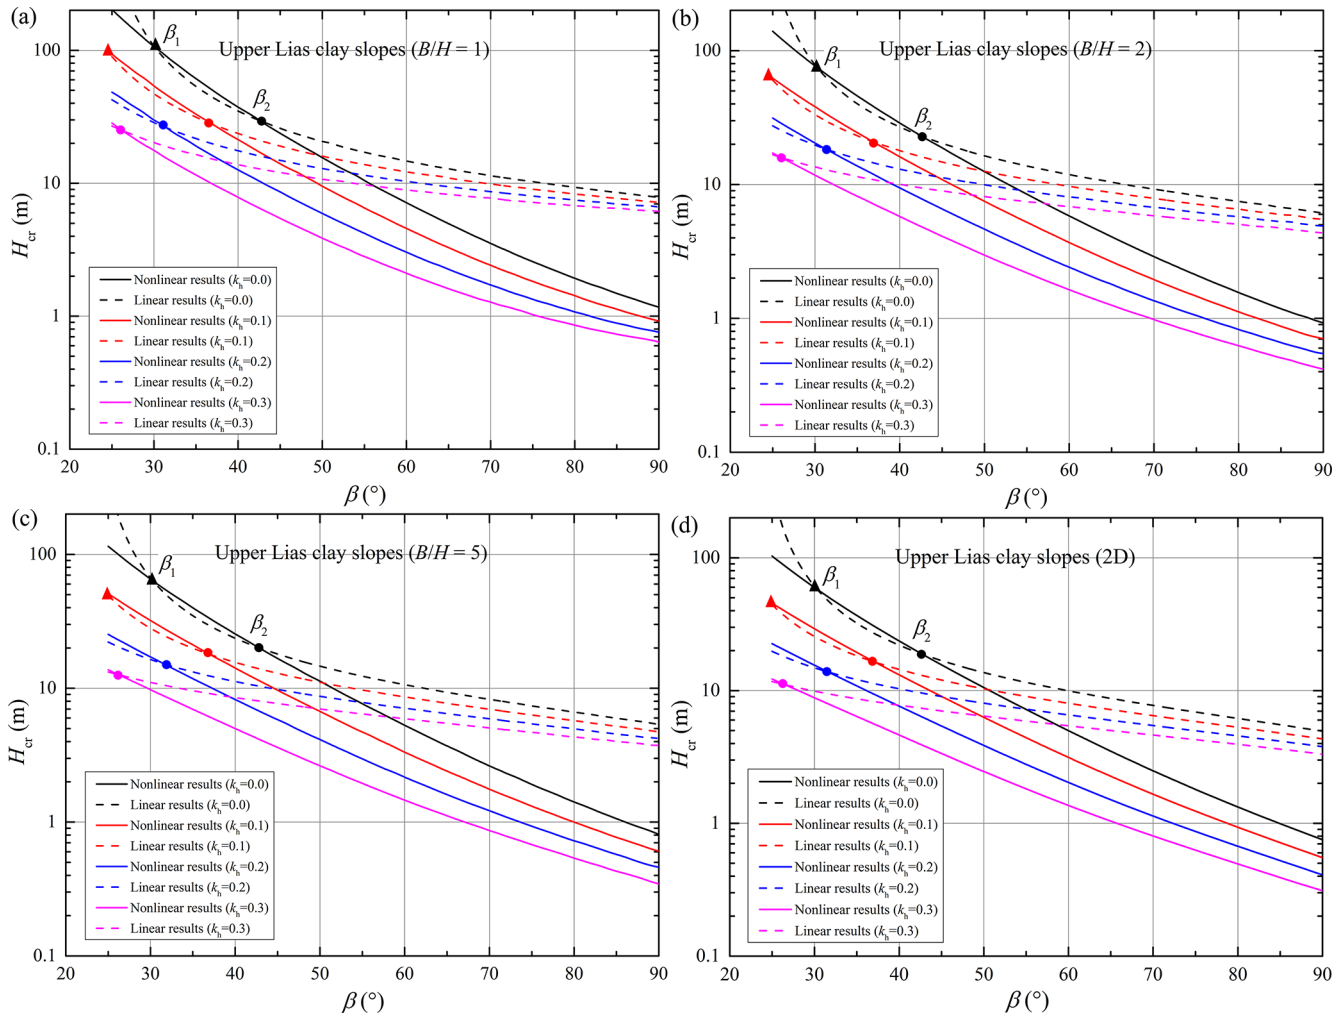 (a)
Upper Lias clay slopes (B/H = 1)
β1
β2
100
10
1
0.1
Hcr (m)
Nonlinear results (kh=0.0)
Linear results (kh=0.0)
Nonlinear results (kh=0.1)
Linear results (kh=0.1)
Nonlinear results (kh=0.2)
Linear results (kh=0.2)
Nonlinear results (kh=0.3)
Linear results (kh=0.3)
20 30 40 50 60 70 80 90
β (°)
(b)
Upper Lias clay slopes (B/H = 2)
β1
β2
100
10
1
0.1
Hcr (m)
Nonlinear results (kh=0.0)
Linear results (kh=0.0)
Nonlinear results (kh=0.1)
Linear results (kh=0.1)
Nonlinear results (kh=0.2)
Linear results (kh=0.2)
Nonlinear results (kh=0.3)
Linear results (kh=0.3)
20 30 40 50 60 70 80 90
β (°)
(c)
Upper Lias clay slopes (B/H = 5)
β1
β2
100
10
1
0.1
Hcr (m)
Nonlinear results (kh=0.0)
Linear results (kh=0.0)
Nonlinear results (kh=0.1)
Linear results (kh=0.1)
Nonlinear results (kh=0.2)
Linear results (kh=0.2)
Nonlinear results (kh=0.3)
Linear results (kh=0.3)
20 30 40 50 60 70 80 90
β (°)
(d)
Upper Lias clay slopes (2D)
β1
β2
100
10
1
0.1
Hcr (m)
Nonlinear results (kh=0.0)
Linear results (kh=0.0)
Nonlinear results (kh=0.1)
Linear results (kh=0.1)
Nonlinear results (kh=0.2)
Linear results (kh=0.2)
Nonlinear results (kh=0.3)
Linear results (kh=0.3)
20 30 40 50 60 70 80 90
β (°)